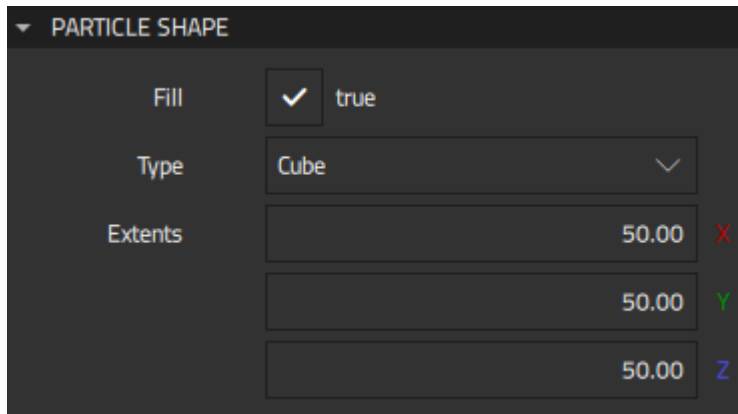 PARTICLE SHAPE
Fill true
Type Cube
Extents 50.00 X
50.00 Y
50.00 Z